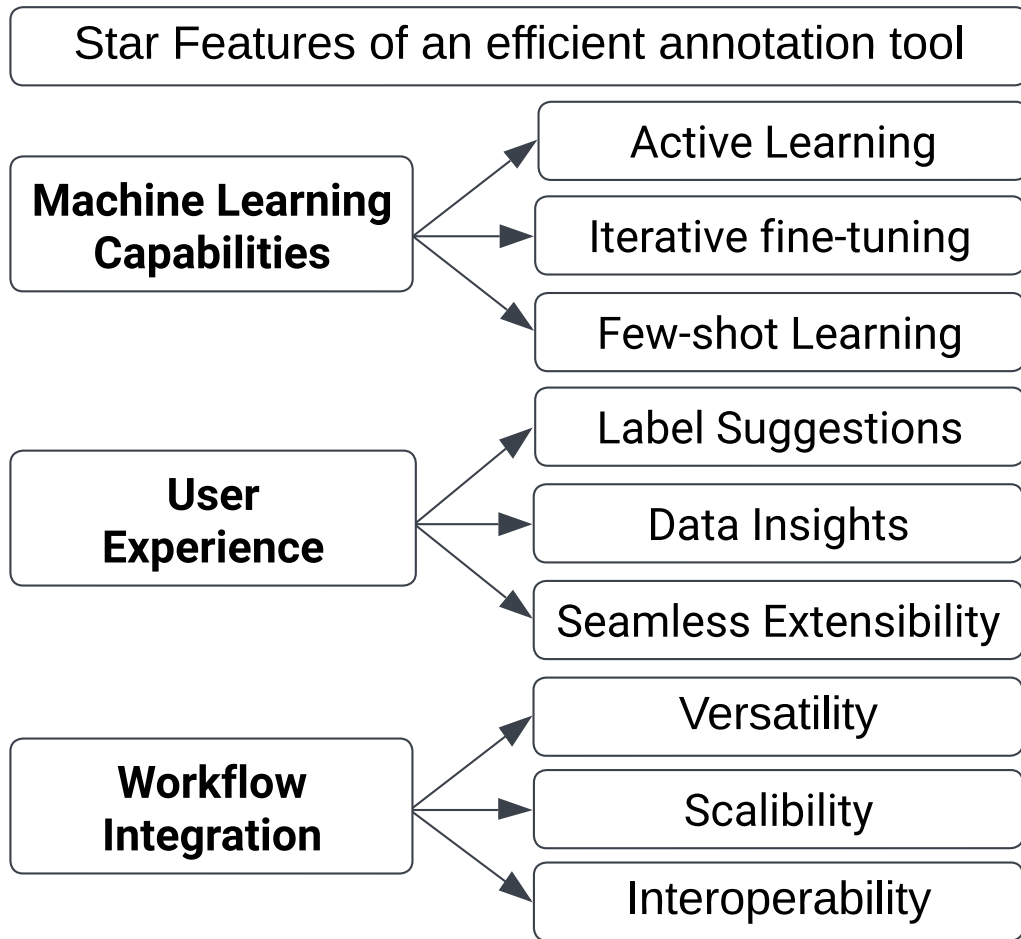 Star Features of an efficient annotation tool
Machine Learning
Capabilities
Active Learning
Iterative fine-tuning
Few-shot Learning
User
Experience
Label Suggestions
Data Insights
Seamless Extensibility
Workflow
Integration
Versatility
Scalibility
Interoperability